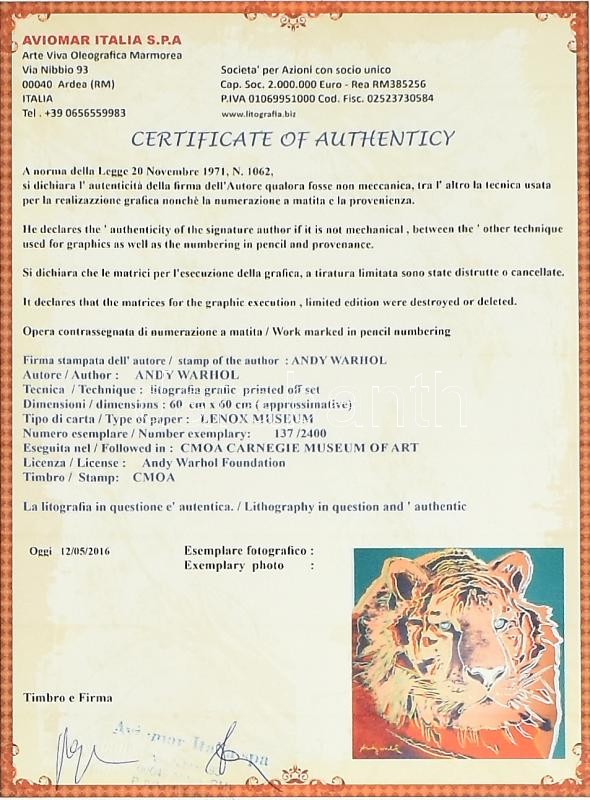 AVIOMAR ITALIA S.P.A
Arte Viva Oleografica Marmorea
Via Nibbio 93
00040 Ardea (RM)
ITALIA
Tel . +39 0656559983
Societa' per Azioni con socio unico
Cap. Soc. 2.000.000 Euro - Rea RM385256
P.IVA 01069951000 Cod. Fisc. 02523730584
www.litografia.biz
CERTIFICATE OF AUTHENTICY
A norma della Legge 20 Novembre 1971, N. 1062,
si dichiara l' autenticità della firma dell'Autore qualora fosse non meccanica, tra l' altro la tecnica usata
per la realizazzione grafica nonchè la numerazione a matita e la provenienza.
He declares the ' authenticity of the signature author if it is not mechanical , between the ' other technique
used for graphics as well as the numbering in pencil and provenance.
Si dichiara che le matrici per l'esecuzione della grafica, a tiratura limitata sono state distrutte o cancellate.
It declares that the matrices for the graphic execution , limited edition were destroyed or deleted.
Opera contrassegnata di numerazione a matita / Work marked in pencil numbering
Firma stampata dell' autore / stamp of the author : ANDY WARHOL
Autore / Author : ANDY WARHOL
Tecnica / Technique : litografia grafic printed off set
Dimensioni / dimensions : 60 cm x 60 cm ( approssimative)
Tipo di carta / Type of paper : LENOX MUSEUM
Numero esemplare / Number exemplary: 137 /2400
Eseguita nel / Followed in : CMOA CARNEGIE MUSEUM OF ART
Licenza / License : Andy Warhol Foundation
Timbro / Stamp: CMOA
La litografia in questione e' autentica. / Lithography in question and ' authentic
Oggi 12/05/2016
Esemplare fotografico :
Exemplary photo :
Andy Warhol
Timbro e Firma
Aviomar Italia spa